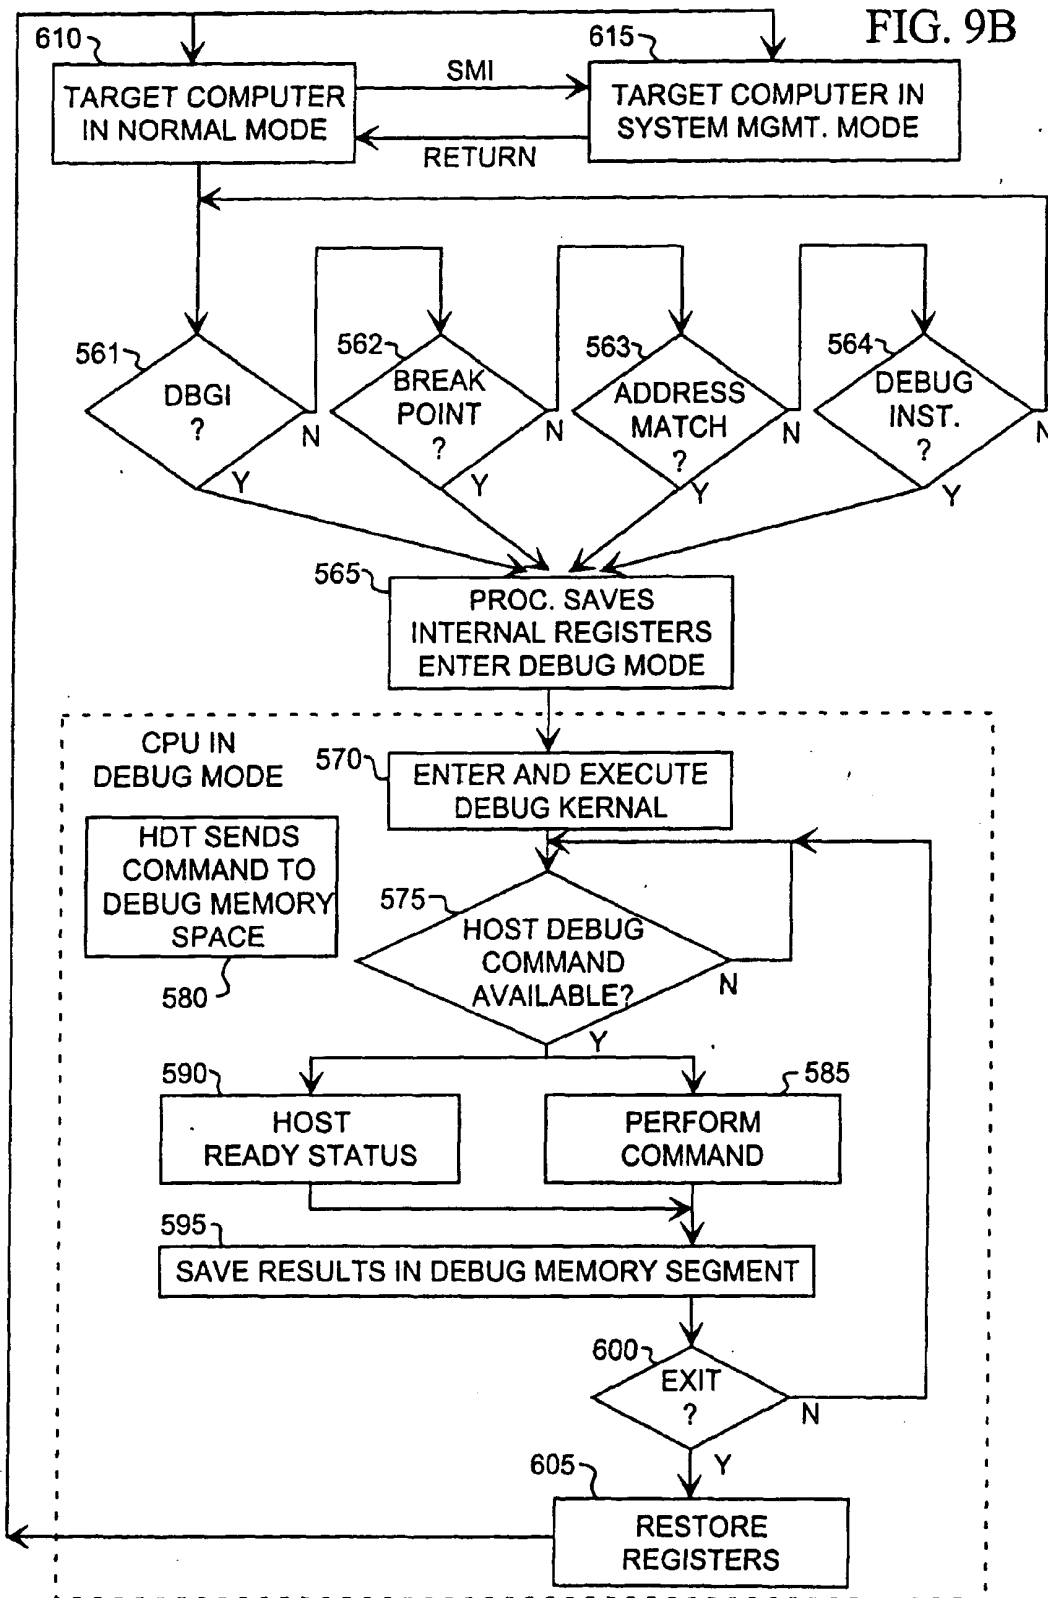 FIG. 9B
610
615
TARGET COMPUTER
IN NORMAL MODE
SMI
RETURN
TARGET COMPUTER IN
SYSTEM MGMT. MODE
561
DBGI
?
N
Y
562
BREAK
POINT
?
N
Y
563
ADDRESS
MATCH
?
N
Y
564
DEBUG
INST.
?
N
Y
565
PROC. SAVES
INTERNAL REGISTERS
ENTER DEBUG MODE
CPU IN
DEBUG MODE
570
ENTER AND EXECUTE
DEBUG KERNAL
HDT SENDS
COMMAND TO
DEBUG MEMORY
SPACE
580
575
HOST DEBUG
COMMAND
AVAILABLE?
N
Y
590
HOST
READY STATUS
585
PERFORM
COMMAND
595
SAVE RESULTS IN DEBUG MEMORY SEGMENT
600
EXIT
?
N
Y
605
RESTORE
REGISTERS